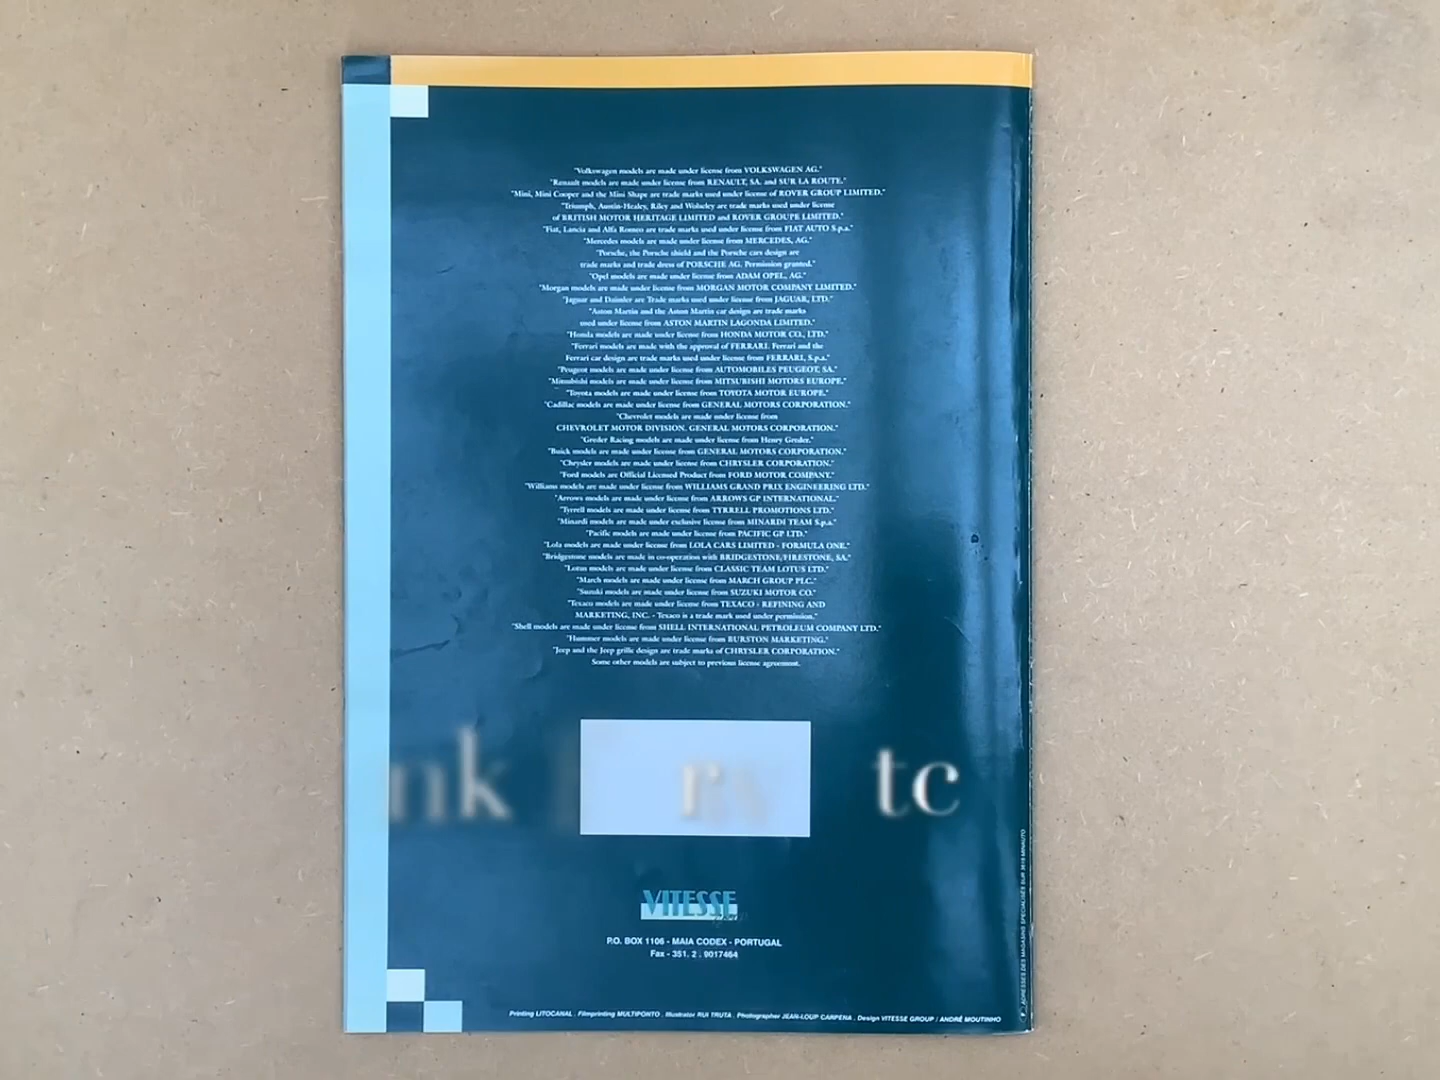 "Volkswagen models are made under license from VOLKSWAGEN AG."
"Renault models are made under license from RENAULT, SA. and SUR LA ROUTE."
"Mini, Mini Cooper and the Mini Shape are trade marks used under license of ROVER GROUP LIMITED."
"Triumph, Austin-Healey, Riley and Wolseley are trade marks used under license
of BRITISH MOTOR HERITAGE LIMITED and ROVER GROUPE LIMITED."
"Fiat, Lancia and Alfa Romeo are trade marks used under license from FIAT AUTO S.p.a."
"Mercedes models are made under license from MERCEDES, AG."
"Porsche, the Porsche shield and the Porsche cars design are
trade marks and trade dress of PORSCHE AG. Permission granted."
"Opel models are made under license from ADAM OPEL, AG."
"Morgan models are made under license from MORGAN MOTOR COMPANY LIMITED."
"Jaguar and Daimler are Trade marks used under license from JAGUAR, LTD."
"Aston Martin and the Aston Martin car design are trade marks
used under license from ASTON MARTIN LAGONDA LIMITED."
"Honda models are made under license from HONDA MOTOR CO., LTD."
"Ferrari models are made with the approval of FERRARI. Ferrari and the
Ferrari car design are trade marks used under license from FERRARI, S.p.a."
"Peugeot models are made under license from AUTOMOBILES PEUGEOT, SA."
"Mitsubishi models are made under license from MITSUBISHI MOTORS EUROPE."
"Toyota models are made under license from TOYOTA MOTOR EUROPE."
"Cadillac models are made under license from GENERAL MOTORS CORPORATION."
"Chevrolet models are made under license from
CHEVROLET MOTOR DIVISION. GENERAL MOTORS CORPORATION."
"Greder Racing models are made under license from Henry Greder."
"Buick models are made under license from GENERAL MOTORS CORPORATION."
"Chrysler models are made under license from CHRYSLER CORPORATION."
"Ford models are Official Licensed Product from FORD MOTOR COMPANY."
"Williams models are made under license from WILLIAMS GRAND PRIX ENGINEERING LTD."
"Arrows models are made under license from ARROWS GP INTERNATIONAL."
"Tyrrell models are made under license from TYRRELL PROMOTIONS LTD."
"Minardi models are made under exclusive license from MINARDI TEAM S.p.a."
"Pacific models are made under license from PACIFIC GP LTD."
"Lola models are made under license from LOLA CARS LIMITED - FORMULA ONE."
"Bridgestone models are made in co-operation with BRIDGESTONE/FIRESTONE, SA."
"Lotus models are made under license from CLASSIC TEAM LOTUS LTD."
"March models are made under license from MARCH GROUP PLC."
"Suzuki models are made under license from SUZUKI MOTOR CO."
"Texaco models are made under license from TEXACO - REFINING AND
MARKETING, INC. - Texaco is a trade mark used under permission."
"Shell models are made under license from SHELL INTERNATIONAL PETROLEUM COMPANY LTD."
"Hummer models are made under license from BURSTON MARKETING."
"Jeep and the Jeep grille design are trade marks of CHRYSLER CORPORATION."
Some other models are subject to previous license agreement.
nk tc
VITESSE
P.O. BOX 1106 - MAIA CODEX - PORTUGAL
Fax - 351. 2 . 9017464
Printing LITOCANAL . Filmprinting MULTIPONTO . Illustrator RUI TRUTA . Photographer JEAN-LOUP CARPENA . Design VITESSE GROUP / ANDRÉ MOUTINHO
ADRESSES DES MAGASINS SPECIALISÉS SUR 3615 MINAUTO